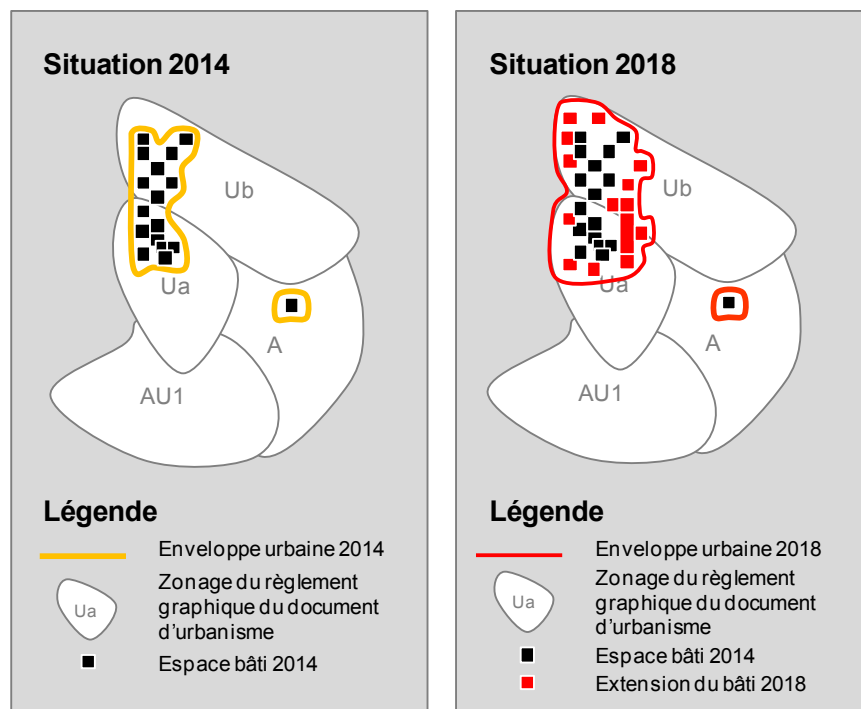 Situation 2014
Ub
Ua
A
AU1
Légende
Enveloppe urbaine 2014
Ua
Zonage du règlement
graphique du document
d'urbanisme
Espace bâti 2014
Situation 2018
Ub
Ua
A
AU1
Légende
Enveloppe urbaine 2018
Ua
Zonage du règlement
graphique du document
d'urbanisme
Espace bâti 2014
Extension du bâti 2018